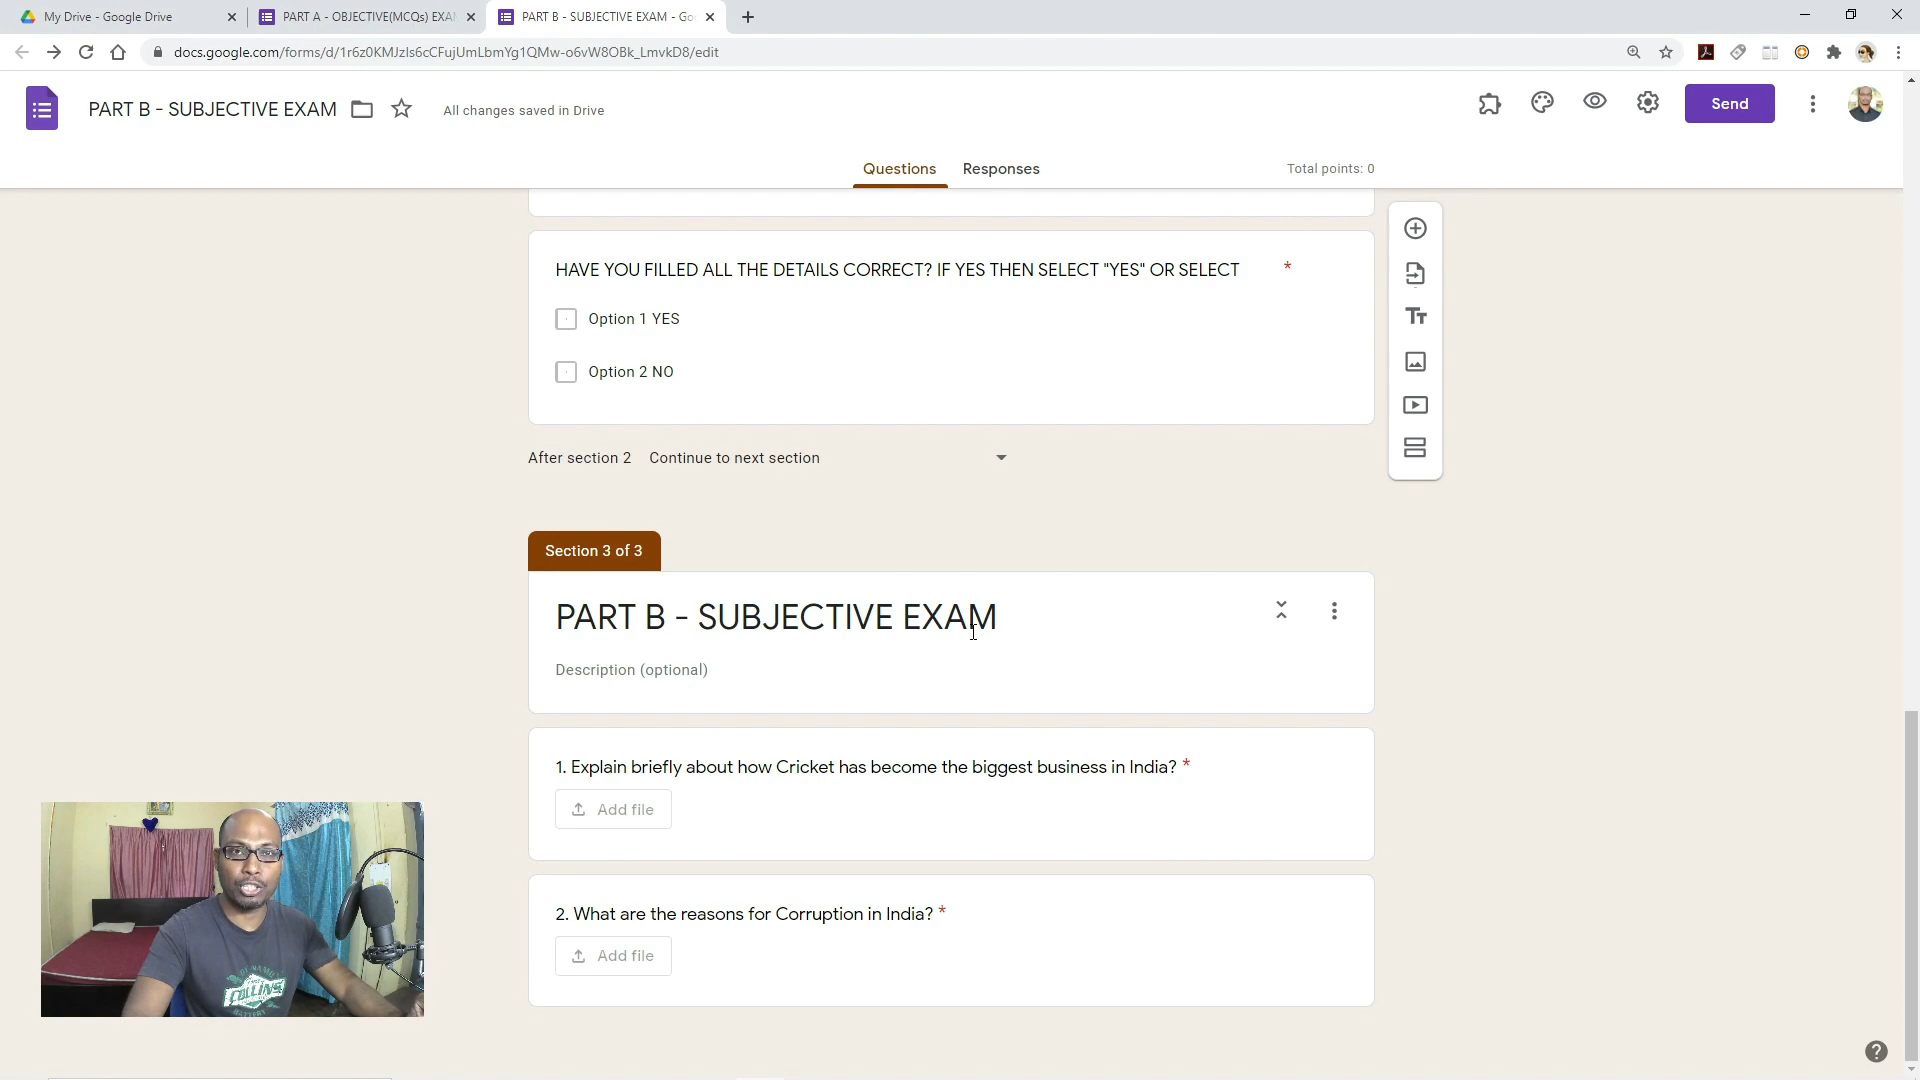 My Drive - Google Drive
PART A - OBJECTIVE(MCQs) EXA
PART B - SUBJECTIVE EXAM - Go
docs.google.com/forms/d/1r6z0KMJzIs6cCFujUmLbmYg1QMw-o6vW8OBk_LmvkD8/edit
PART B - SUBJECTIVE EXAM
All changes saved in Drive
Send
Questions
Responses
Total points: 0
HAVE YOU FILLED ALL THE DETAILS CORRECT? IF YES THEN SELECT "YES" OR SELECT *
Option 1 YES
Option 2 NO
After section 2 Continue to next section
Section 3 of 3
PART B - SUBJECTIVE EXAM
Description (optional)
1. Explain briefly about how Cricket has become the biggest business in India? *
Add file
2. What are the reasons for Corruption in India? *
Add file
COLLINS
BATTERY